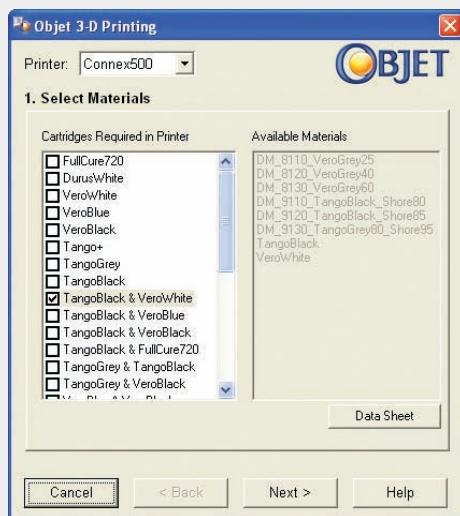 Objet 3-D Printing
Printer: Connex500
OBJET
1. Select Materials
Cartridges Required in Printer
FullCure720
DurusWhite
VeroWhite
VeroBlue
VeroBlack
Tango+
TangoGrey
TangoBlack
TangoBlack & VeroWhite
TangoBlack & VeroBlue
TangoBlack & VeroBlack
TangoBlack & FullCure720
TangoGrey & TangoBlack
TangoGrey & VeroBlack
Available Materials
DM_8110_VeroGrey25
DM_8120_VeroGrey40
DM_8130_VeroGrey60
DM_9110_TangoBlack_Shore80
DM_9120_TangoBlack_Shore85
DM_9130_TangoGrey80_Shore95
TangoBlack
VeroWhite
Data Sheet
Cancel
< Back
Next >
Help